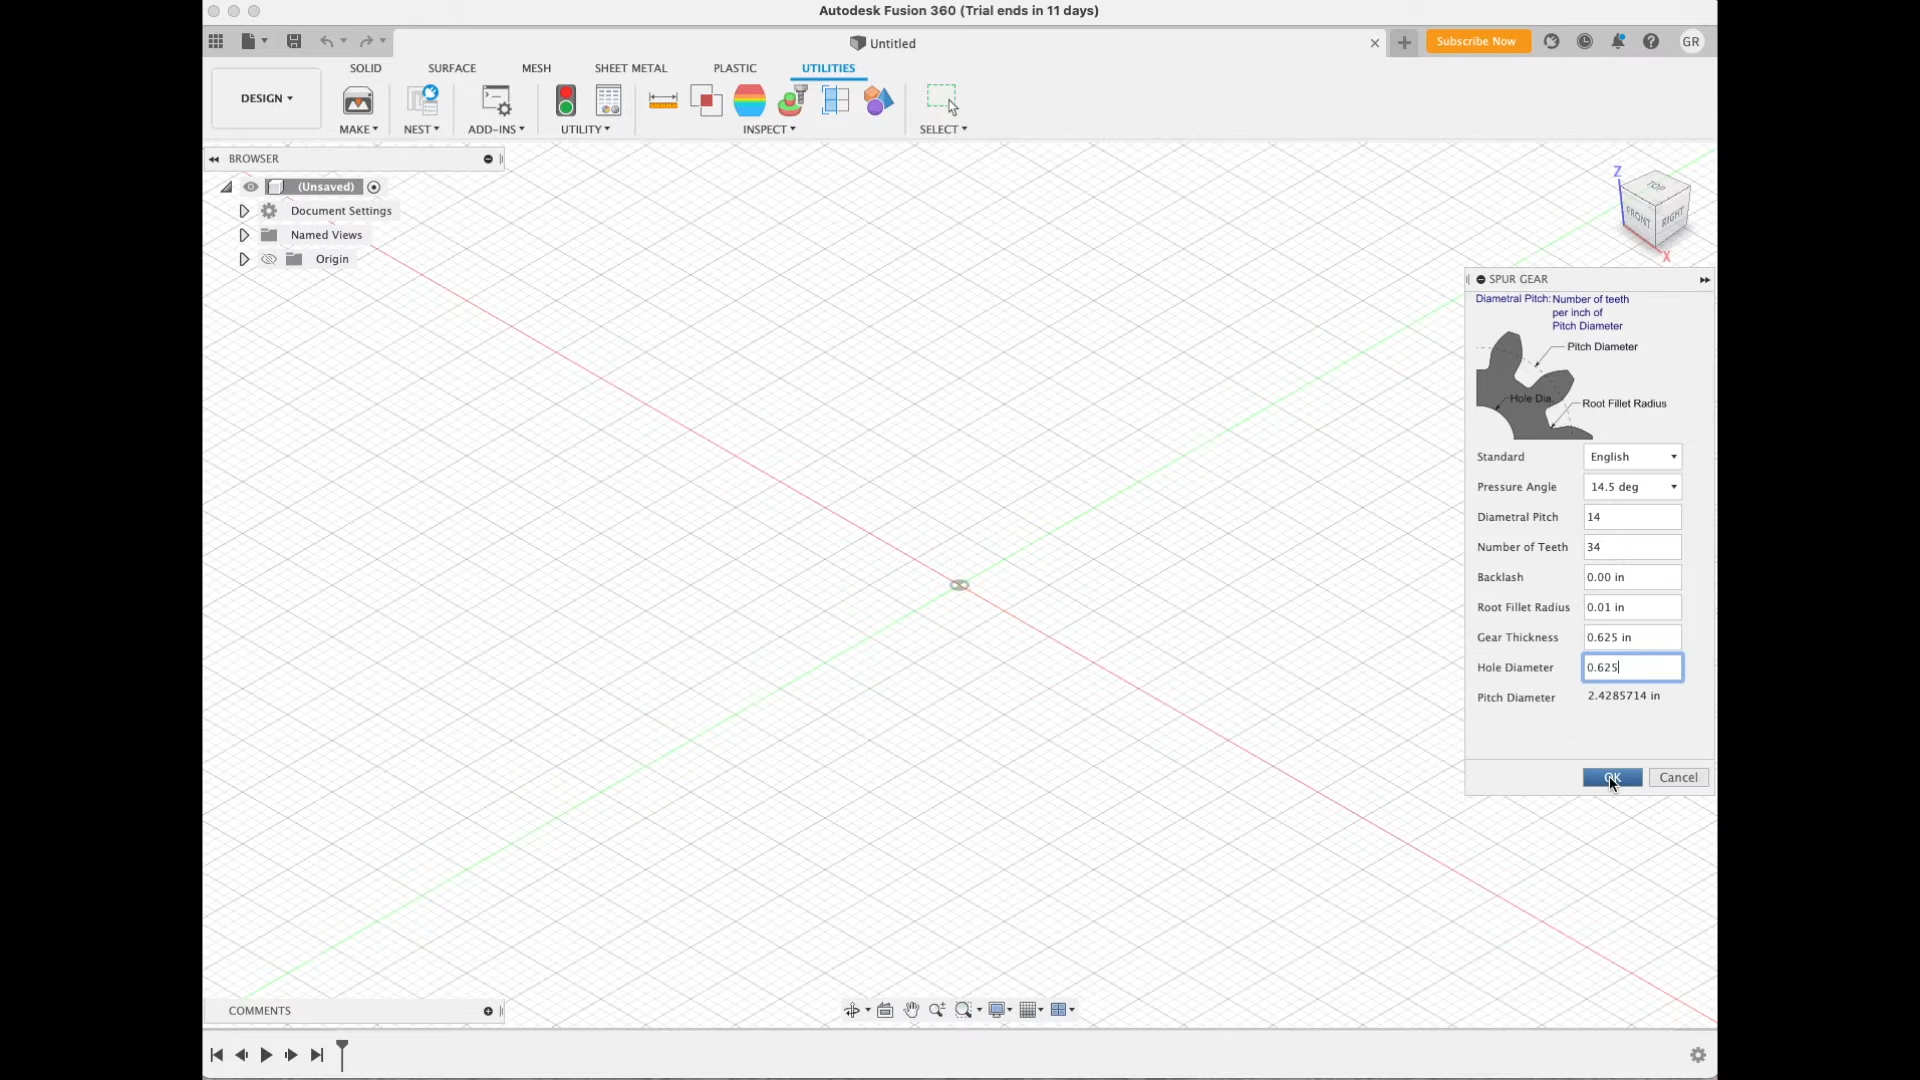 Autodesk Fusion 360 (Trial ends in 11 days)
Untitled
Subscribe Now
GR
SOLID
SURFACE
MESH
SHEET METAL
PLASTIC
UTILITIES
DESIGN
MAKE
NEST
ADD-INS
UTILITY
INSPECT
SELECT
BROWSER
(Unsaved)
Document Settings
Named Views
Origin
Z
TOP
FRONT
RIGHT
X
SPUR GEAR
Diametral Pitch: Number of teeth
per inch of
Pitch Diameter
Pitch Diameter
Hole Dia.
Root Fillet Radius
Standard English
Pressure Angle 14.5 deg
Diametral Pitch 14
Number of Teeth 34
Backlash 0.00 in
Root Fillet Radius 0.01 in
Gear Thickness 0.625 in
Hole Diameter 0.625
Pitch Diameter 2.4285714 in
OK Cancel
COMMENTS